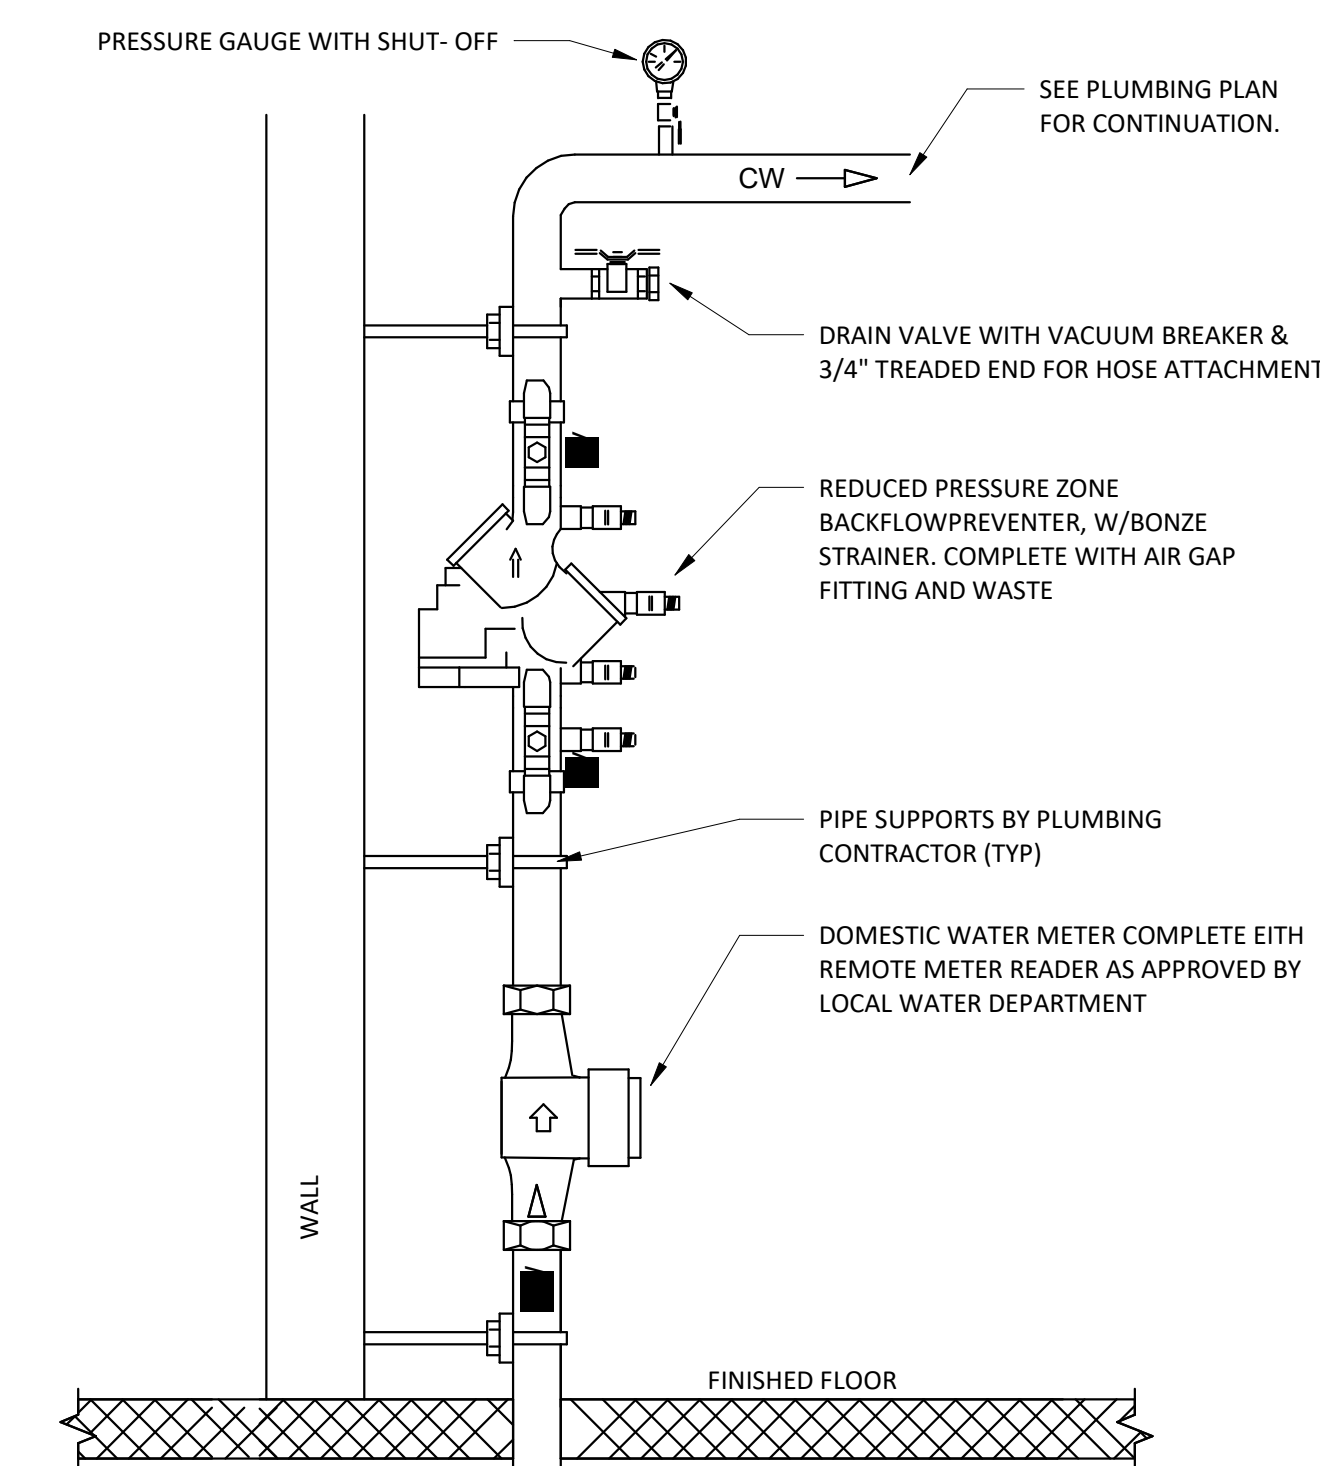 PRESSURE GAUGE WITH SHUT- OFF
SEE PLUMBING PLAN
FOR CONTINUATION.
CW
DRAIN VALVE WITH VACUUM BREAKER &
3/4" TREADED END FOR HOSE ATTACHMENT
REDUCED PRESSURE ZONE
BACKFLOWPREVENTER, W/BONZE
STRAINER. COMPLETE WITH AIR GAP
FITTING AND WASTE
PIPE SUPPORTS BY PLUMBING
CONTRACTOR (TYP)
DOMESTIC WATER METER COMPLETE EITH
REMOTE METER READER AS APPROVED BY
LOCAL WATER DEPARTMENT
WALL
FINISHED FLOOR